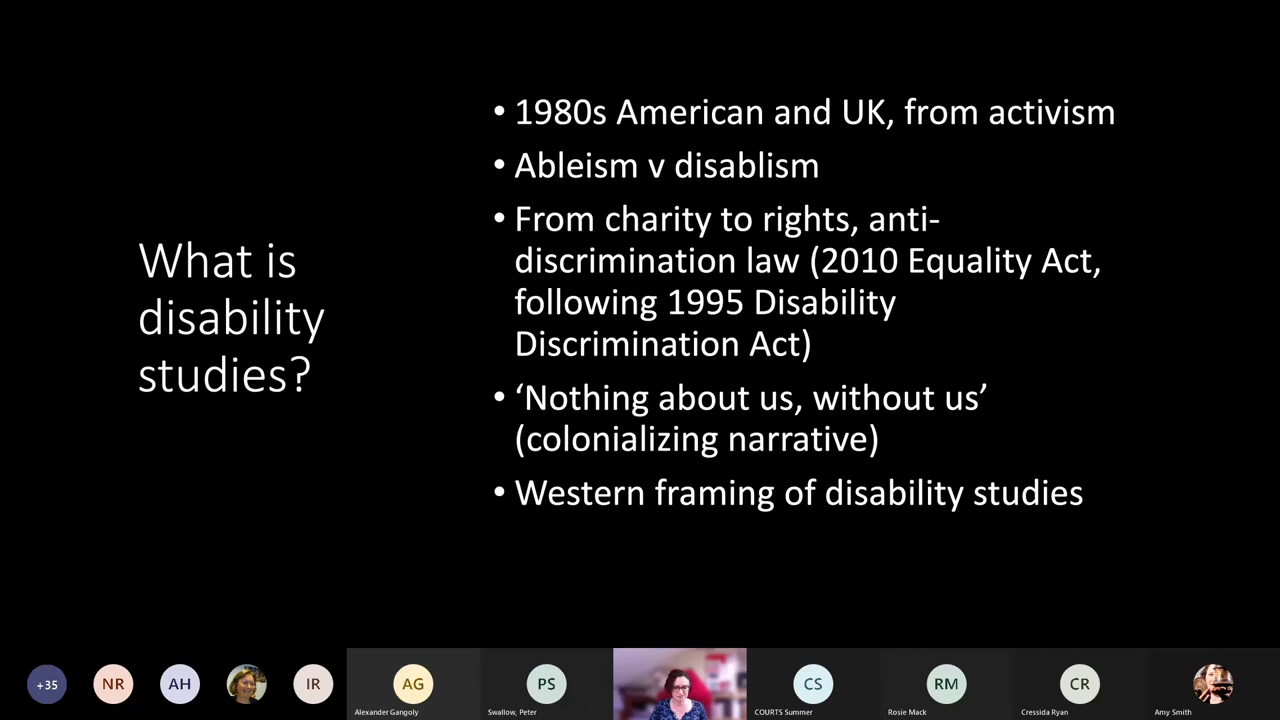 What is
disability
studies?
• 1980s American and UK, from activism
• Ableism v disablism
• From charity to rights, anti-
discrimination law (2010 Equality Act,
following 1995 Disability
Discrimination Act)
• ‘Nothing about us, without us’
(colonializing narrative)
• Western framing of disability studies
+35
NR
AH
IR
AG
Alexander Gangoly
PS
Swallow, Peter
CS
COURTS Summer
RM
Rosie Mack
CR
Cressida Ryan
Amy Smith